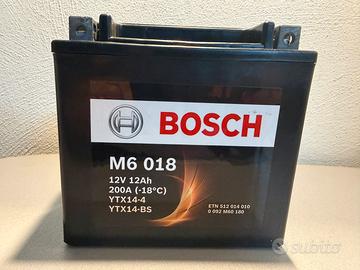 BOSCH
M6 018
12V 12Ah
200A (-18°C)
YTX14-4
YTX14-BS
ETN 512 014 010
0 092 M60 180
subito